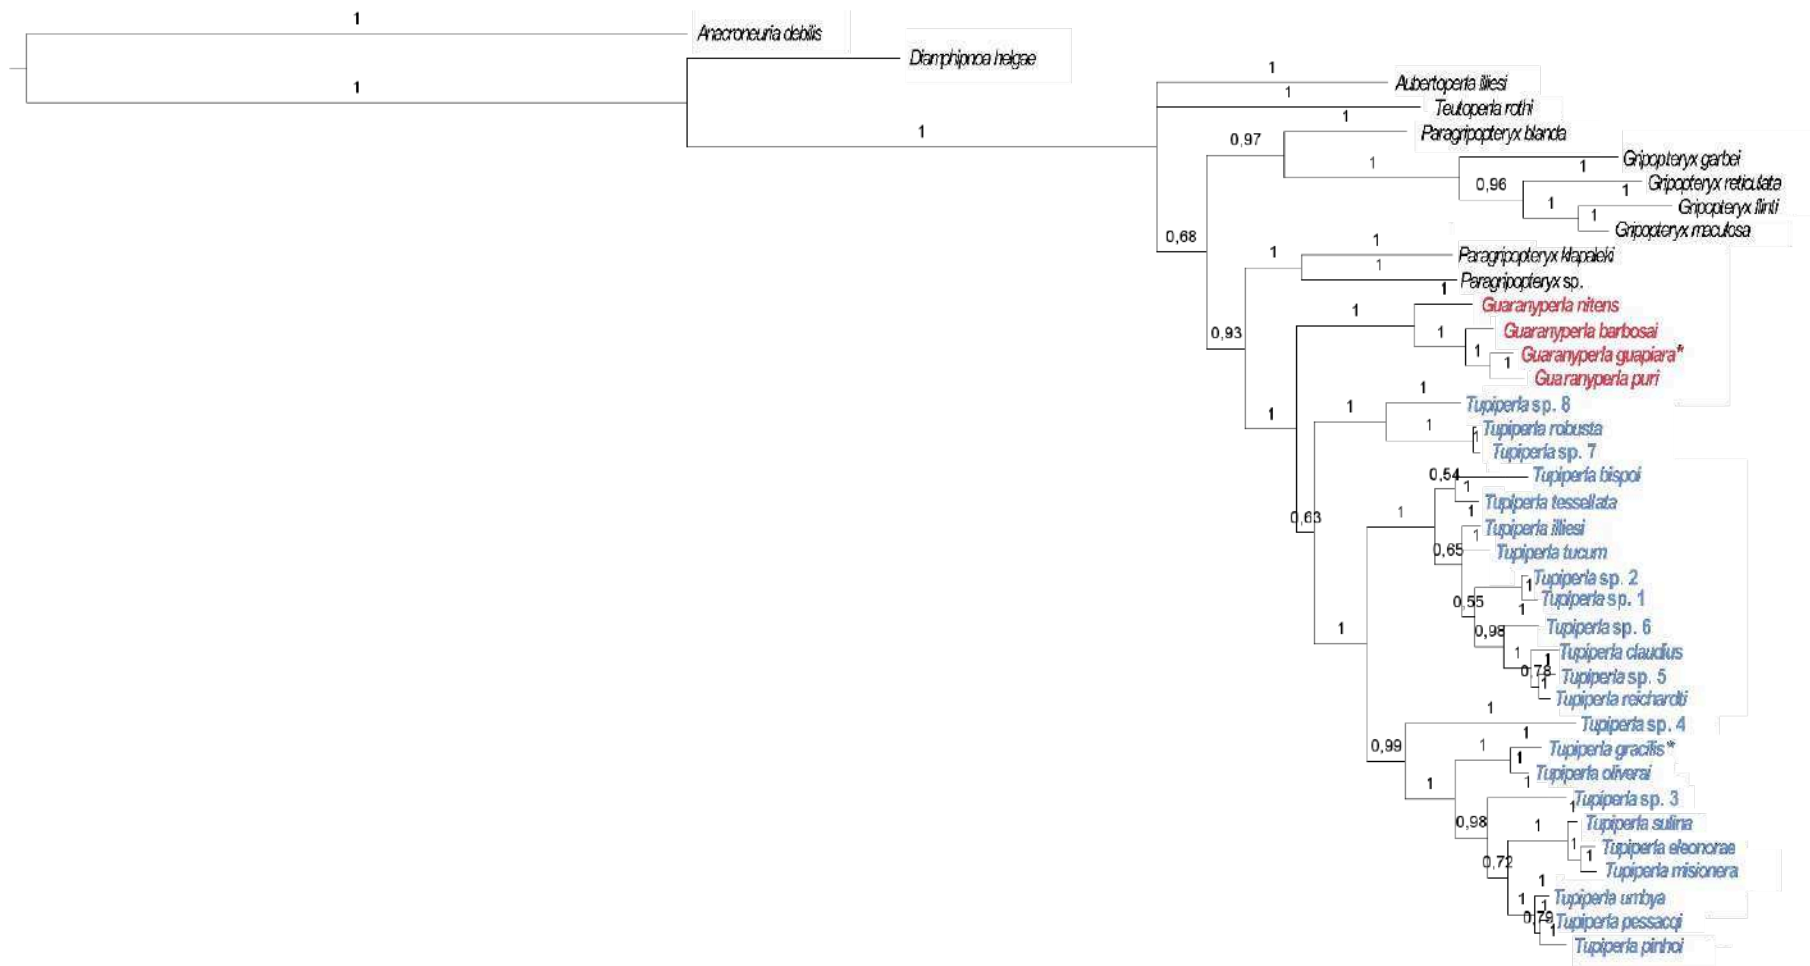 1
Anacroneuria debilis
Diamphipnoa helgae
1
1
1
Aubertoperla illiesi
1
Teutoperla rothi
1
Paragripopteryx blanda
0,97
1
Gripopteryx garbei
1
0,96
Gripopteryx reticulata
1
1
Gripopteryx flinti
1
Gripopteryx maculosa
0,68
1
1
Paragripopteryx klapaleki
1
Paragripopteryx sp.
1
Guaranyperla nitens
1
0,93
1
Guaranyperla barbosai
1
Guaranyperla guapiara*
1
Guaranyperla puri
1
1
1
Tupiperla sp. 8
1
Tupiperla robusta
1
Tupiperla sp. 7
0,54
Tupiperla bispoi
1
Tupiperla tessellata
1
1
0,63
Tupiperla illiesi
1
0,65
Tupiperla tucum
Tupiperla sp. 2
1
0,55
Tupiperla sp. 1
1
1
0,98
Tupiperla sp. 6
1
1
Tupiperla claudius
0,78
Tupiperla sp. 5
1
Tupiperla reichardti
1
Tupiperla sp. 4
1
0,99
1
Tupiperla gracilis*
1
Tupiperla oliverai
1
1
Tupiperla sp. 3
1
0,98
1
Tupiperla sulina
1
Tupiperla eleonorae
1
0,72
Tupiperla misionera
1
1
1
Tupiperla umbya
0,79
Tupiperla pessacqi
1
Tupiperla pinhoi